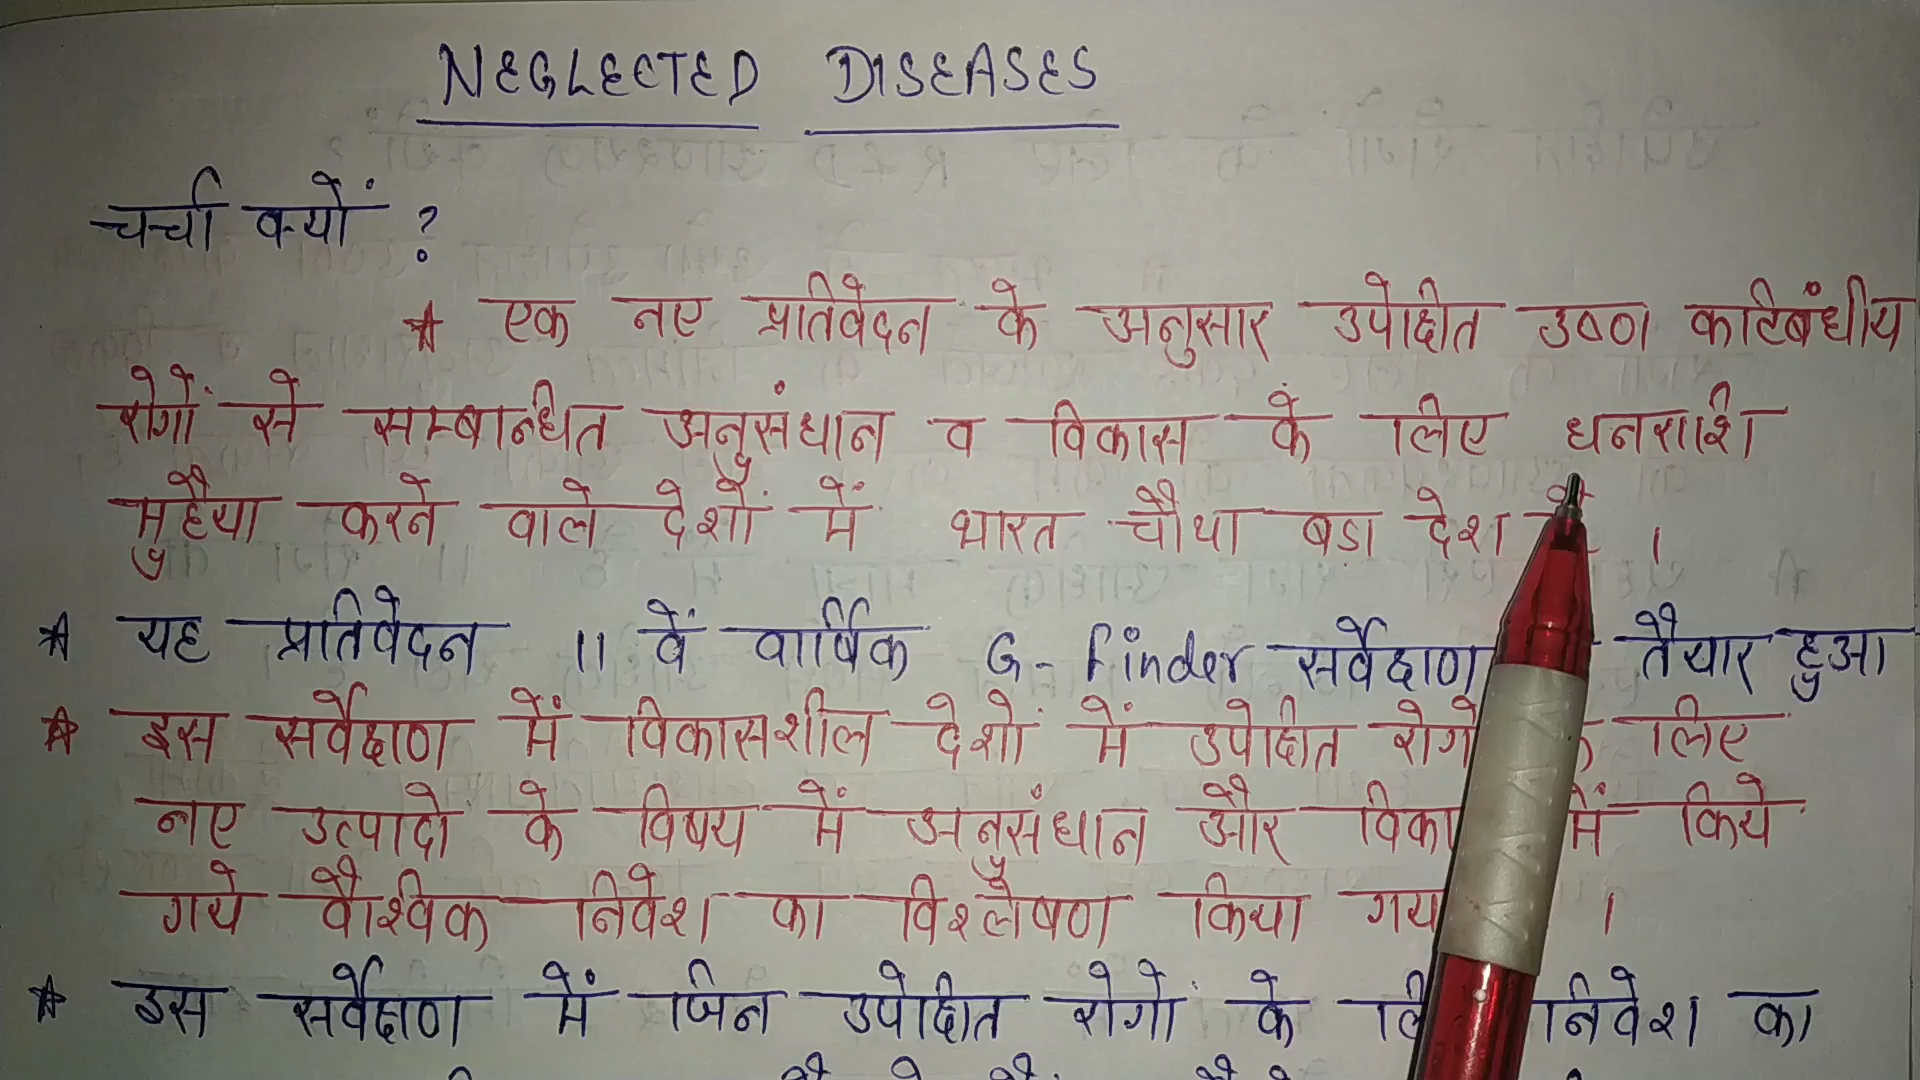 NEGLECTED DISEASES
चर्चा क्यों ?
* एक नए प्रतिवेदन के अनुसार उपेक्षित उष्ण कटिबंधीय
रोगों से सम्बन्धित अनुसंधान व विकास के लिए धनराशि
मुहैया करने वाले देशों में भारत चौथा बडा देश ।
* यह प्रतिवेदन 11 वें वार्षिक G-Finder सर्वेक्षण तैयार हुआ
* इस सर्वेक्षण में विकासशील देशों में उपेक्षित लिए
नए उत्पादो के विषय में अनुसंधान और में किये
गये वैश्विक निवेश का विश्लेषण किया ।
* इस सर्वेक्षण में जिन उपेक्षित रोगों के निवेश का